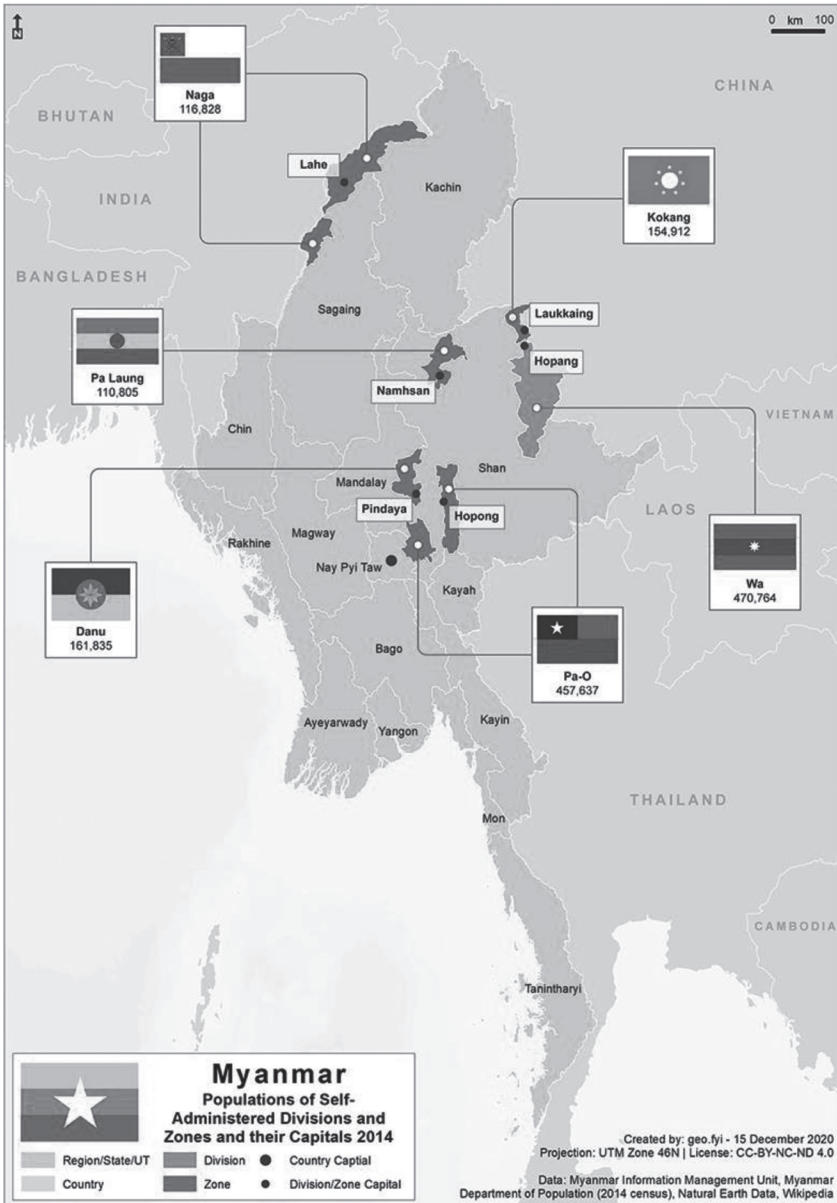 N
0 km 100
Naga
116,828
CHINA
BHUTAN
Lahe
Kachin
INDIA
Kokang
154,912
BANGLADESH
Sagaing
Laukkaing
Hopang
Pa Laung
110,805
Namhsan
VIETNAM
Chin
Shan
Mandalay
Pindaya
Hopong
LAOS
Magway
Rakhine
Nay Pyi Taw
Kayah
Wa
470,764
Danu
161,835
Pa-O
457,637
Bago
Ayeyarwady
Yangon
Kayin
THAILAND
Mon
CAMBODIA
Tanintharyi
Myanmar
Populations of Self-
Administered Divisions and
Zones and their Capitals 2014
Region/State/UT
Division
Country Captial
Country
Zone
Division/Zone Capital
Created by: geo.fyi - 15 December 2020
Projection: UTM Zone 46N | License: CC-BY-NC-ND 4.0
Data: Myanmar Information Management Unit, Myanmar
Department of Population (2014 census), Natural Earth Data, Wikipedia